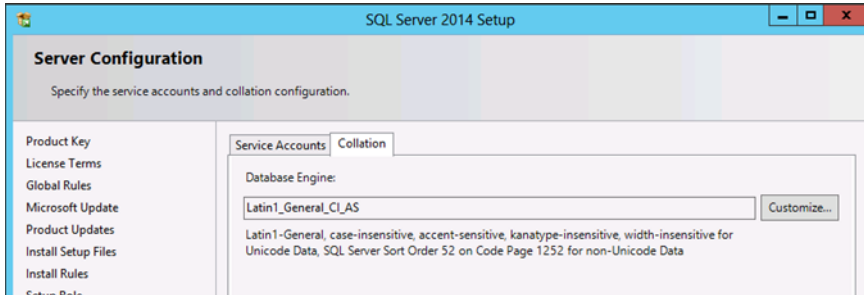 SQL Server 2014 Setup
Server Configuration
Specify the service accounts and collation configuration.
Product Key
License Terms
Global Rules
Microsoft Update
Product Updates
Install Setup Files
Install Rules
Setup Role
Service Accounts Collation
Database Engine:
Latin1_General_CI_AS Customize...
Latin1-General, case-insensitive, accent-sensitive, kanatype-insensitive, width-insensitive for
Unicode Data, SQL Server Sort Order 52 on Code Page 1252 for non-Unicode Data